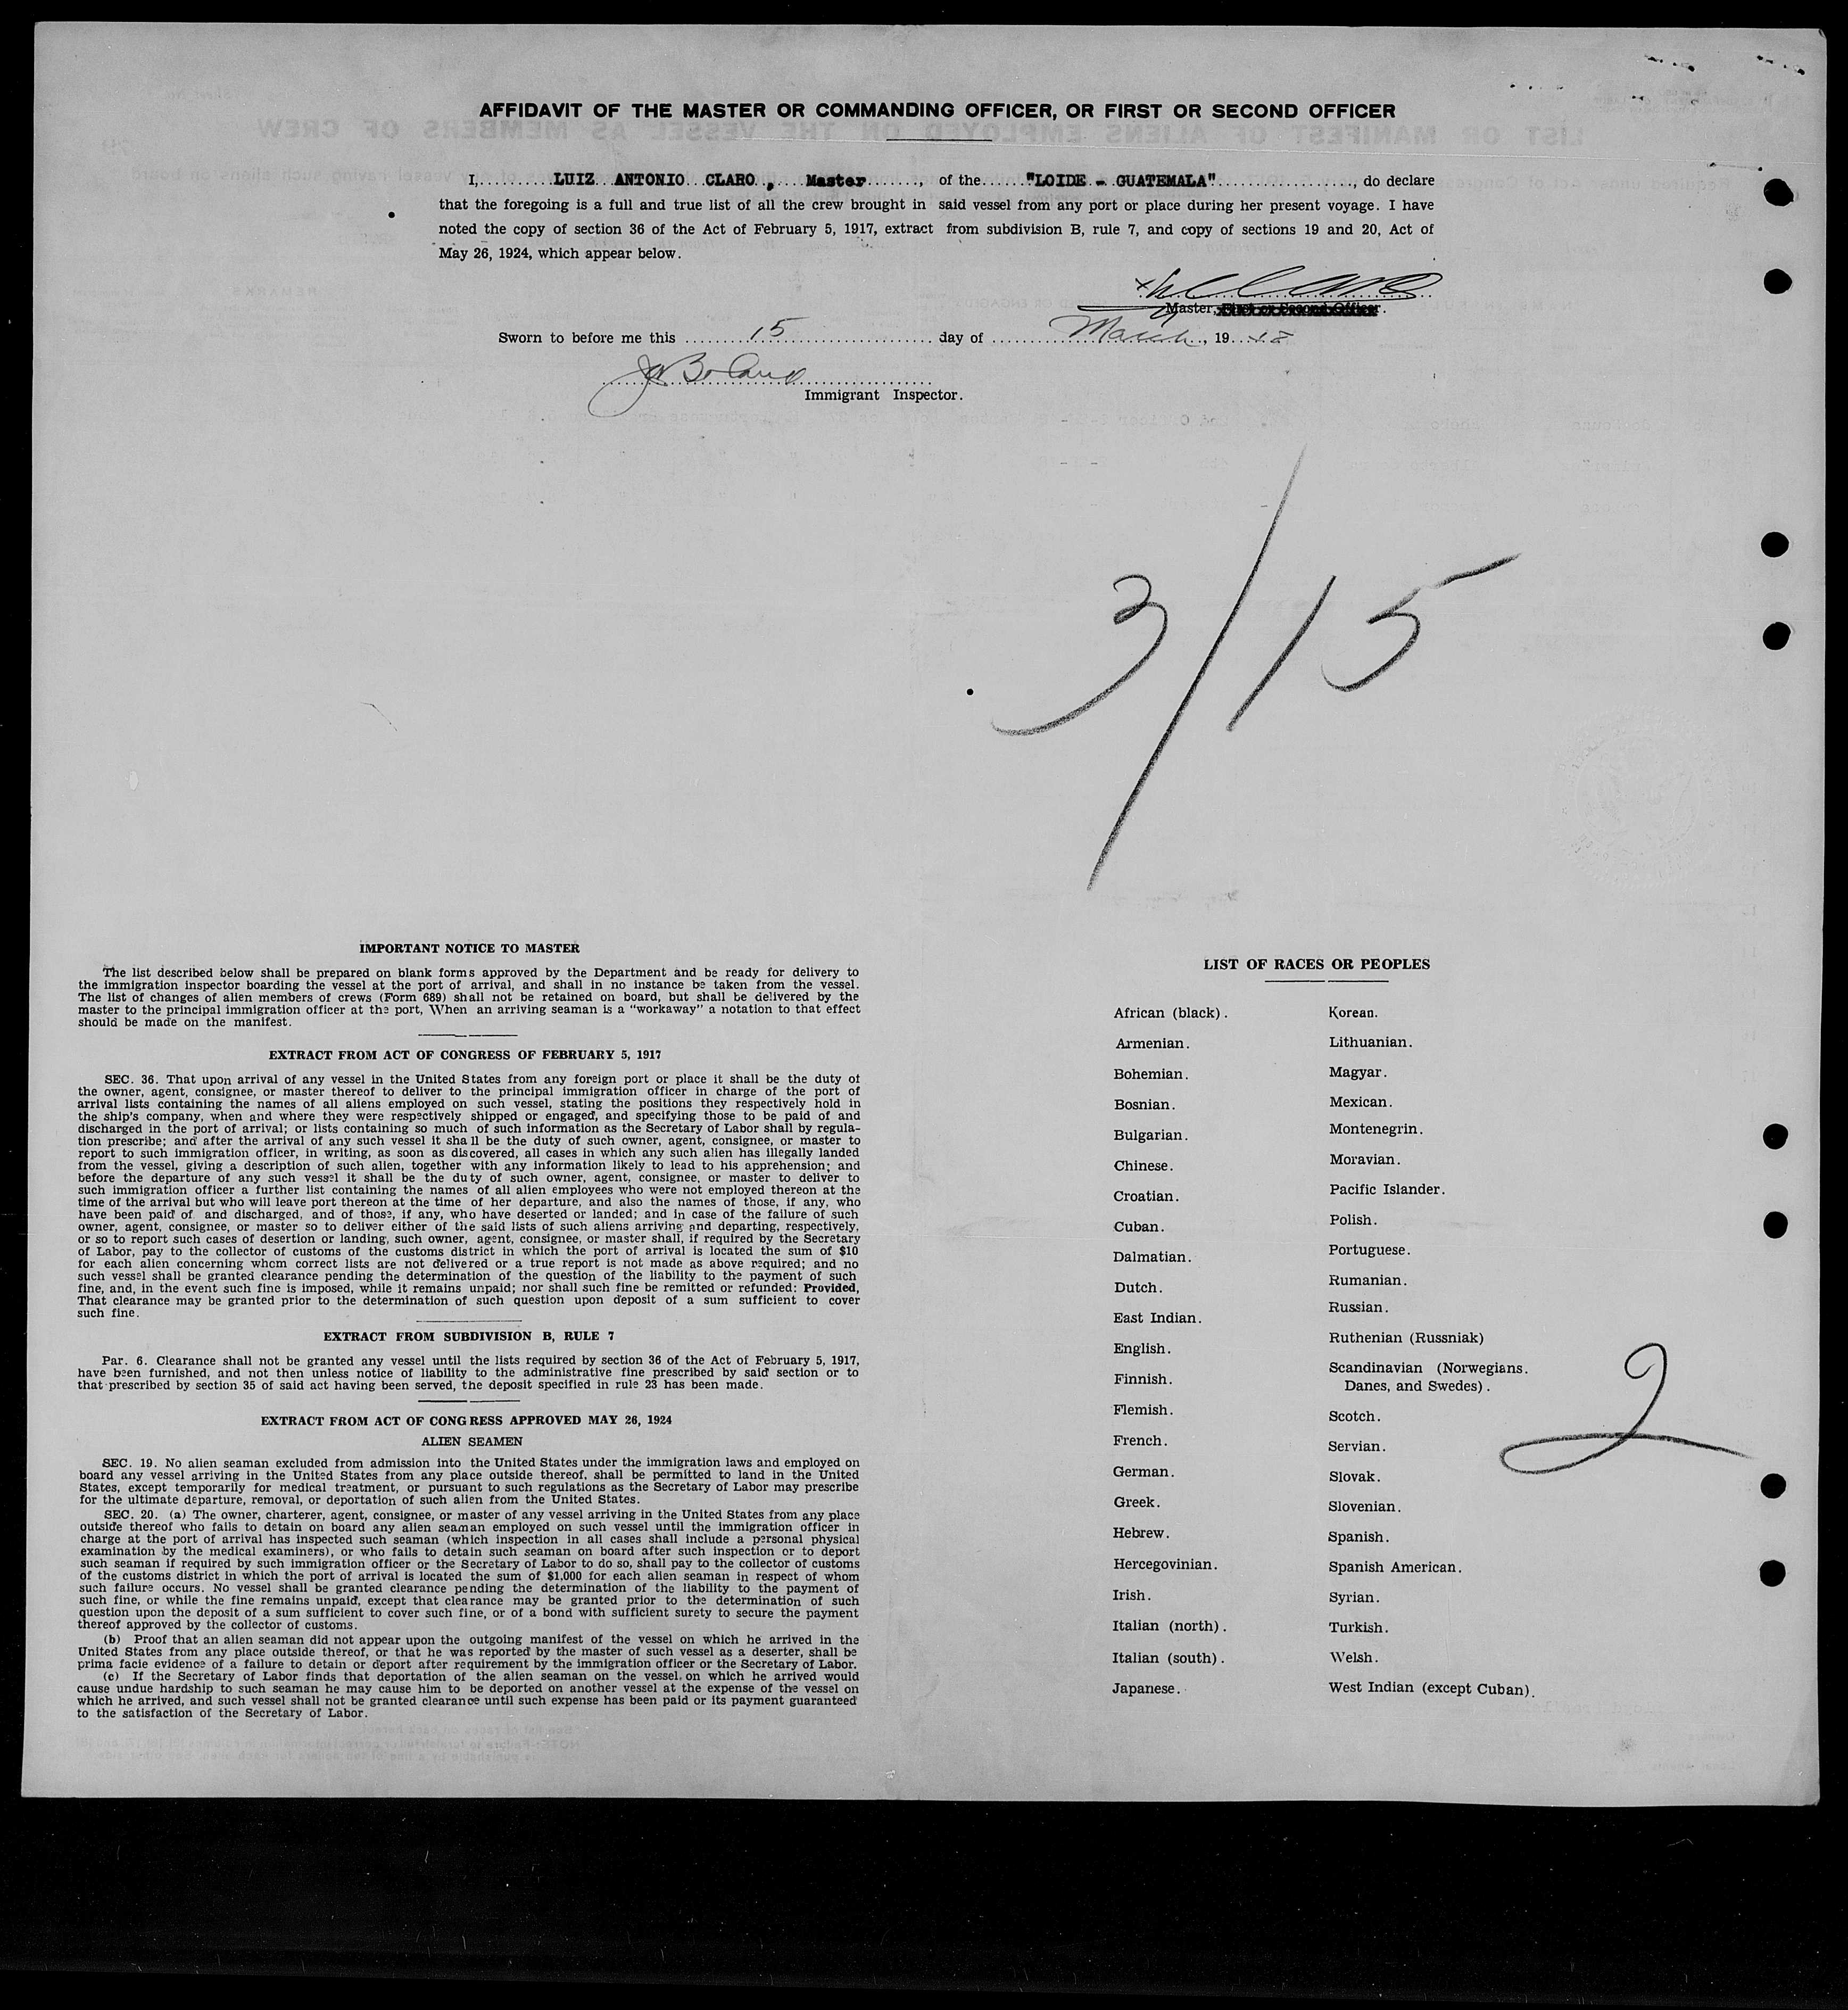 AFFIDAVIT OF THE MASTER OR COMMANDING OFFICER, OR FIRST OR SECOND OFFICER
I, LUIZ ANTONIO CLARO, Master, of the "LOIDE - GUATEMALA", do declare
that the foregoing is a full and true list of all the crew brought in said vessel from any port or place during her present voyage. I have
noted the copy of section 36 of the Act of February 5, 1917, extract from subdivision B, rule 7, and copy of sections 19 and 20, Act of
May 26, 1924, which appear below.
Master, First or Second Officer.
Sworn to before me this 15 day of March, 1948
Immigrant Inspector.
3/15
IMPORTANT NOTICE TO MASTER
The list described below shall be prepared on blank forms approved by the Department and be ready for delivery to
the immigration inspector boarding the vessel at the port of arrival, and shall in no instance be taken from the vessel.
The list of changes of alien members of crews (Form 689) shall not be retained on board, but shall be delivered by the
master to the principal immigration officer at the port, When an arriving seaman is a "workaway" a notation to that effect
should be made on the manifest.
EXTRACT FROM ACT OF CONGRESS OF FEBRUARY 5, 1917
SEC. 36. That upon arrival of any vessel in the United States from any foreign port or place it shall be the duty of
the owner, agent, consignee, or master thereof to deliver to the principal immigration officer in charge of the port of
arrival lists containing the names of all aliens employed on such vessel, stating the positions they respectively hold in
the ship's company, when and where they were respectively shipped or engaged, and specifying those to be paid of and
discharged in the port of arrival; or lists containing so much of such information as the Secretary of Labor shall by regula-
tion prescribe; and after the arrival of any such vessel it shall be the duty of such owner, agent, consignee, or master to
report to such immigration officer, in writing, as soon as discovered, all cases in which any such alien has illegally landed
from the vessel, giving a description of such alien, together with any information likely to lead to his apprehension; and
before the departure of any such vessel it shall be the duty of such owner, agent, consignee, or master to deliver to
such immigration officer a further list containing the names of all alien employees who were not employed thereon at the
time of the arrival but who will leave port thereon at the time of her departure, and also the names of those, if any, who
have been paid of and discharged, and of those, if any, who have deserted or landed; and in case of the failure of such
owner, agent, consignee, or master so to deliver either of the said lists of such aliens arriving and departing, respectively,
or so to report such cases of desertion or landing, such owner, agent, consignee, or master shall, if required by the Secretary
of Labor, pay to the collector of customs of the customs district in which the port of arrival is located the sum of $10
for each alien concerning whom correct lists are not delivered or a true report is not made as above required; and no
such vessel shall be granted clearance pending the determination of the question of the liability to the payment of such
fine, and, in the event such fine is imposed, while it remains unpaid; nor shall such fine be remitted or refunded: Provided,
That clearance may be granted prior to the determination of such question upon deposit of a sum sufficient to cover
such fine.
EXTRACT FROM SUBDIVISION B, RULE 7
Par. 6. Clearance shall not be granted any vessel until the lists required by section 36 of the Act of February 5, 1917,
have been furnished, and not then unless notice of liability to the administrative fine prescribed by said section or to
that prescribed by section 35 of said act having been served, the deposit specified in rule 23 has been made.
EXTRACT FROM ACT OF CONGRESS APPROVED MAY 26, 1924
ALIEN SEAMEN
SEC. 19. No alien seaman excluded from admission into the United States under the immigration laws and employed on
board any vessel arriving in the United States from any place outside thereof, shall be permitted to land in the United
States, except temporarily for medical treatment, or pursuant to such regulations as the Secretary of Labor may prescribe
for the ultimate departure, removal, or deportation of such alien from the United States.
SEC. 20. (a) The owner, charterer, agent, consignee, or master of any vessel arriving in the United States from any place
outside thereof who fails to detain on board any alien seaman employed on such vessel until the immigration officer in
charge at the port of arrival has inspected such seaman (which inspection in all cases shall include a personal physical
examination by the medical examiners), or who fails to detain such seaman on board after such inspection or to deport
such seaman if required by such immigration officer or the Secretary of Labor to do so, shall pay to the collector of customs
of the customs district in which the port of arrival is located the sum of $1,000 for each alien seaman in respect of whom
such failure occurs. No vessel shall be granted clearance pending the determination of the liability to the payment of
such fine, or while the fine remains unpaid, except that clearance may be granted prior to the determination of such
question upon the deposit of a sum sufficient to cover such fine, or of a bond with sufficient surety to secure the payment
thereof approved by the collector of customs.
(b) Proof that an alien seaman did not appear upon the outgoing manifest of the vessel on which he arrived in the
United States from any place outside thereof, or that he was reported by the master of such vessel as a deserter, shall be
prima facie evidence of a failure to detain or deport after requirement by the immigration officer or the Secretary of Labor.
(c) If the Secretary of Labor finds that deportation of the alien seaman on the vessel on which he arrived would
cause undue hardship to such seaman he may cause him to be deported on another vessel at the expense of the vessel on
which he arrived, and such vessel shall not be granted clearance until such expense has been paid or its payment guaranteed
to the satisfaction of the Secretary of Labor.
LIST OF RACES OR PEOPLES
African (black).
Armenian.
Bohemian.
Bosnian.
Bulgarian.
Chinese.
Croatian.
Cuban.
Dalmatian.
Dutch.
East Indian.
English.
Finnish.
Flemish.
French.
German.
Greek.
Hebrew.
Hercegovinian.
Irish.
Italian (north).
Italian (south).
Japanese.
Korean.
Lithuanian.
Magyar.
Mexican.
Montenegrin.
Moravian.
Pacific Islander.
Polish.
Portuguese.
Rumanian.
Russian.
Ruthenian (Russniak)
Scandinavian (Norwegians.
Danes, and Swedes).
Scotch.
Servian.
Slovak.
Slovenian.
Spanish.
Spanish American.
Syrian.
Turkish.
Welsh.
West Indian (except Cuban).
2